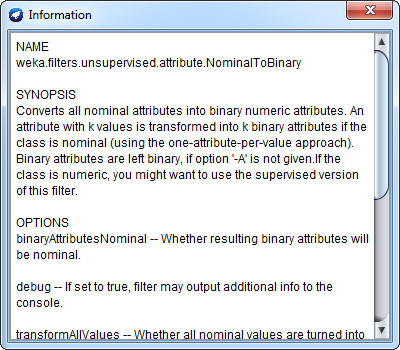 Information
NAME
weka.filters.unsupervised.attribute.NominalToBinary
SYNOPSIS
Converts all nominal attributes into binary numeric attributes. An
attribute with k values is transformed into k binary attributes if the
class is nominal (using the one-attribute-per-value approach).
Binary attributes are left binary, if option '-A' is not given.If the
class is numeric, you might want to use the supervised version
of this filter.
OPTIONS
binaryAttributesNominal -- Whether resulting binary attributes will
be nominal.
debug -- If set to true, filter may output additional info to the
console.
transformAllValues -- Whether all nominal values are turned into